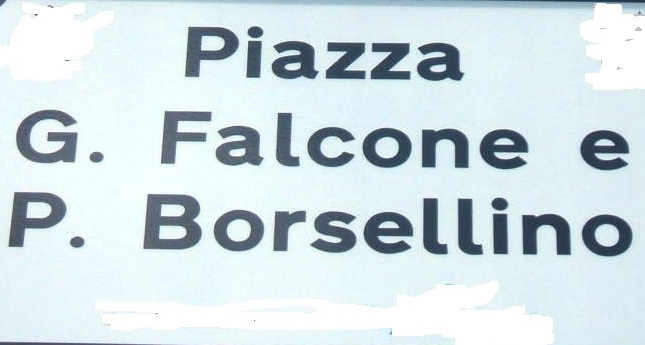 Piazza
G. Falcone e
P. Borsellino